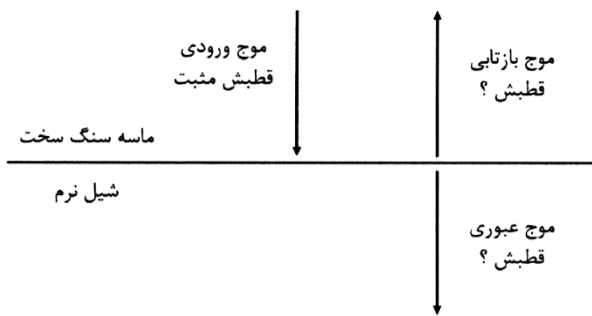 موج ورودی
قطبش مثبت
موج بازتابی
قطبش ؟
ماسه سنگ سخت
شیل نرم
موج عبوری
قطبش ؟